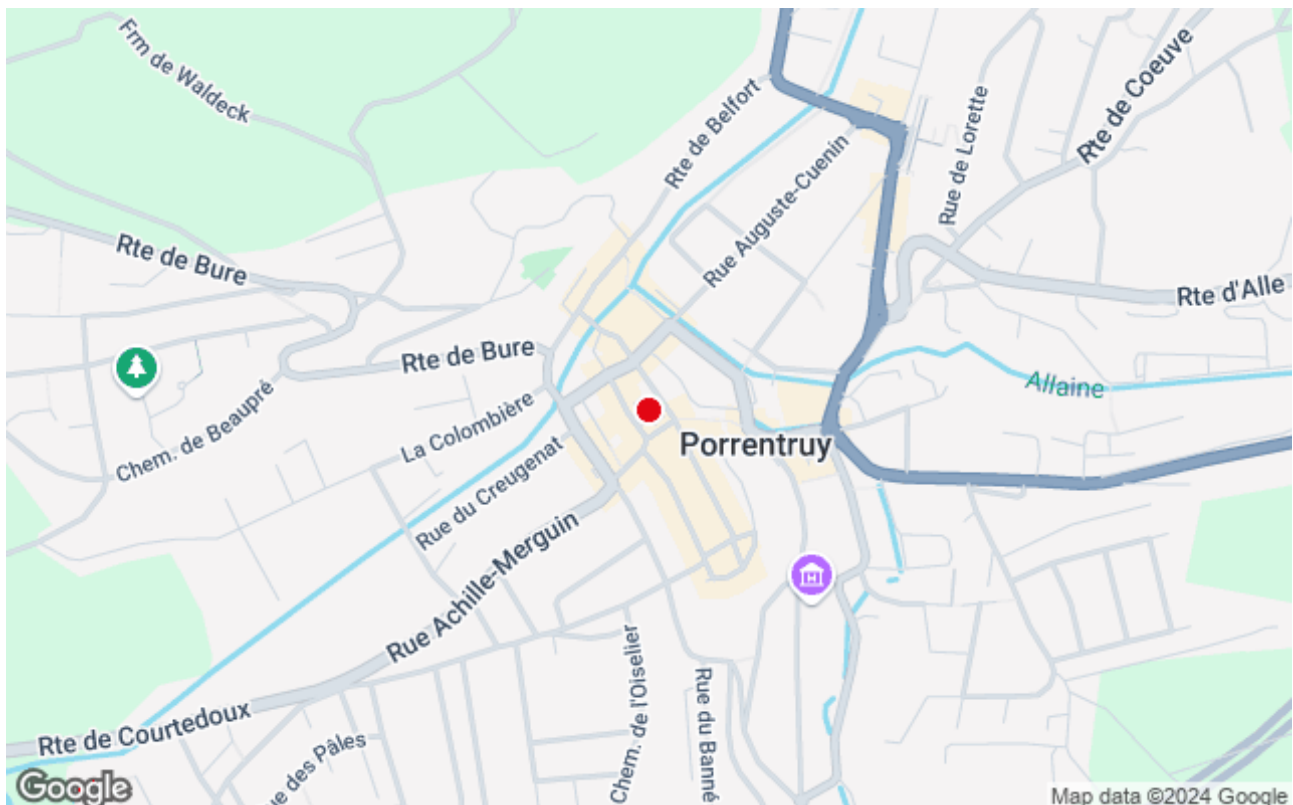 Frm de Waldeck
Rte de Belfort
Rue de Lorette
Rte de Coeuve
Rue Auguste-Cuenin
Rte de Bure
Rte d'Alle
Rte de Bure
Allaine
Chem. de Beaupré
La Colombière
Porrentruy
Rue du Creugenat
Rue Achille-Merguin
Chem. de l'Oiselier
Rue du Banné
Rte de Courtedoux
ue des Pâles
Google
Map data ©2024 Google